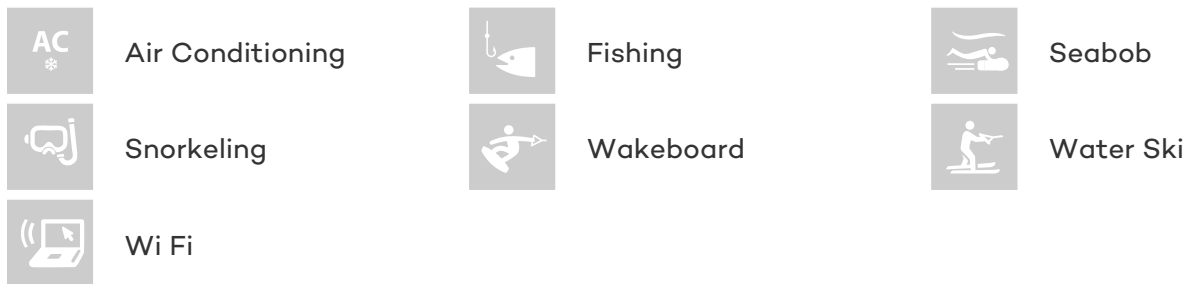 AC
Air Conditioning
Fishing
Seabob
Snorkeling
Wakeboard
Water Ski
Wi Fi